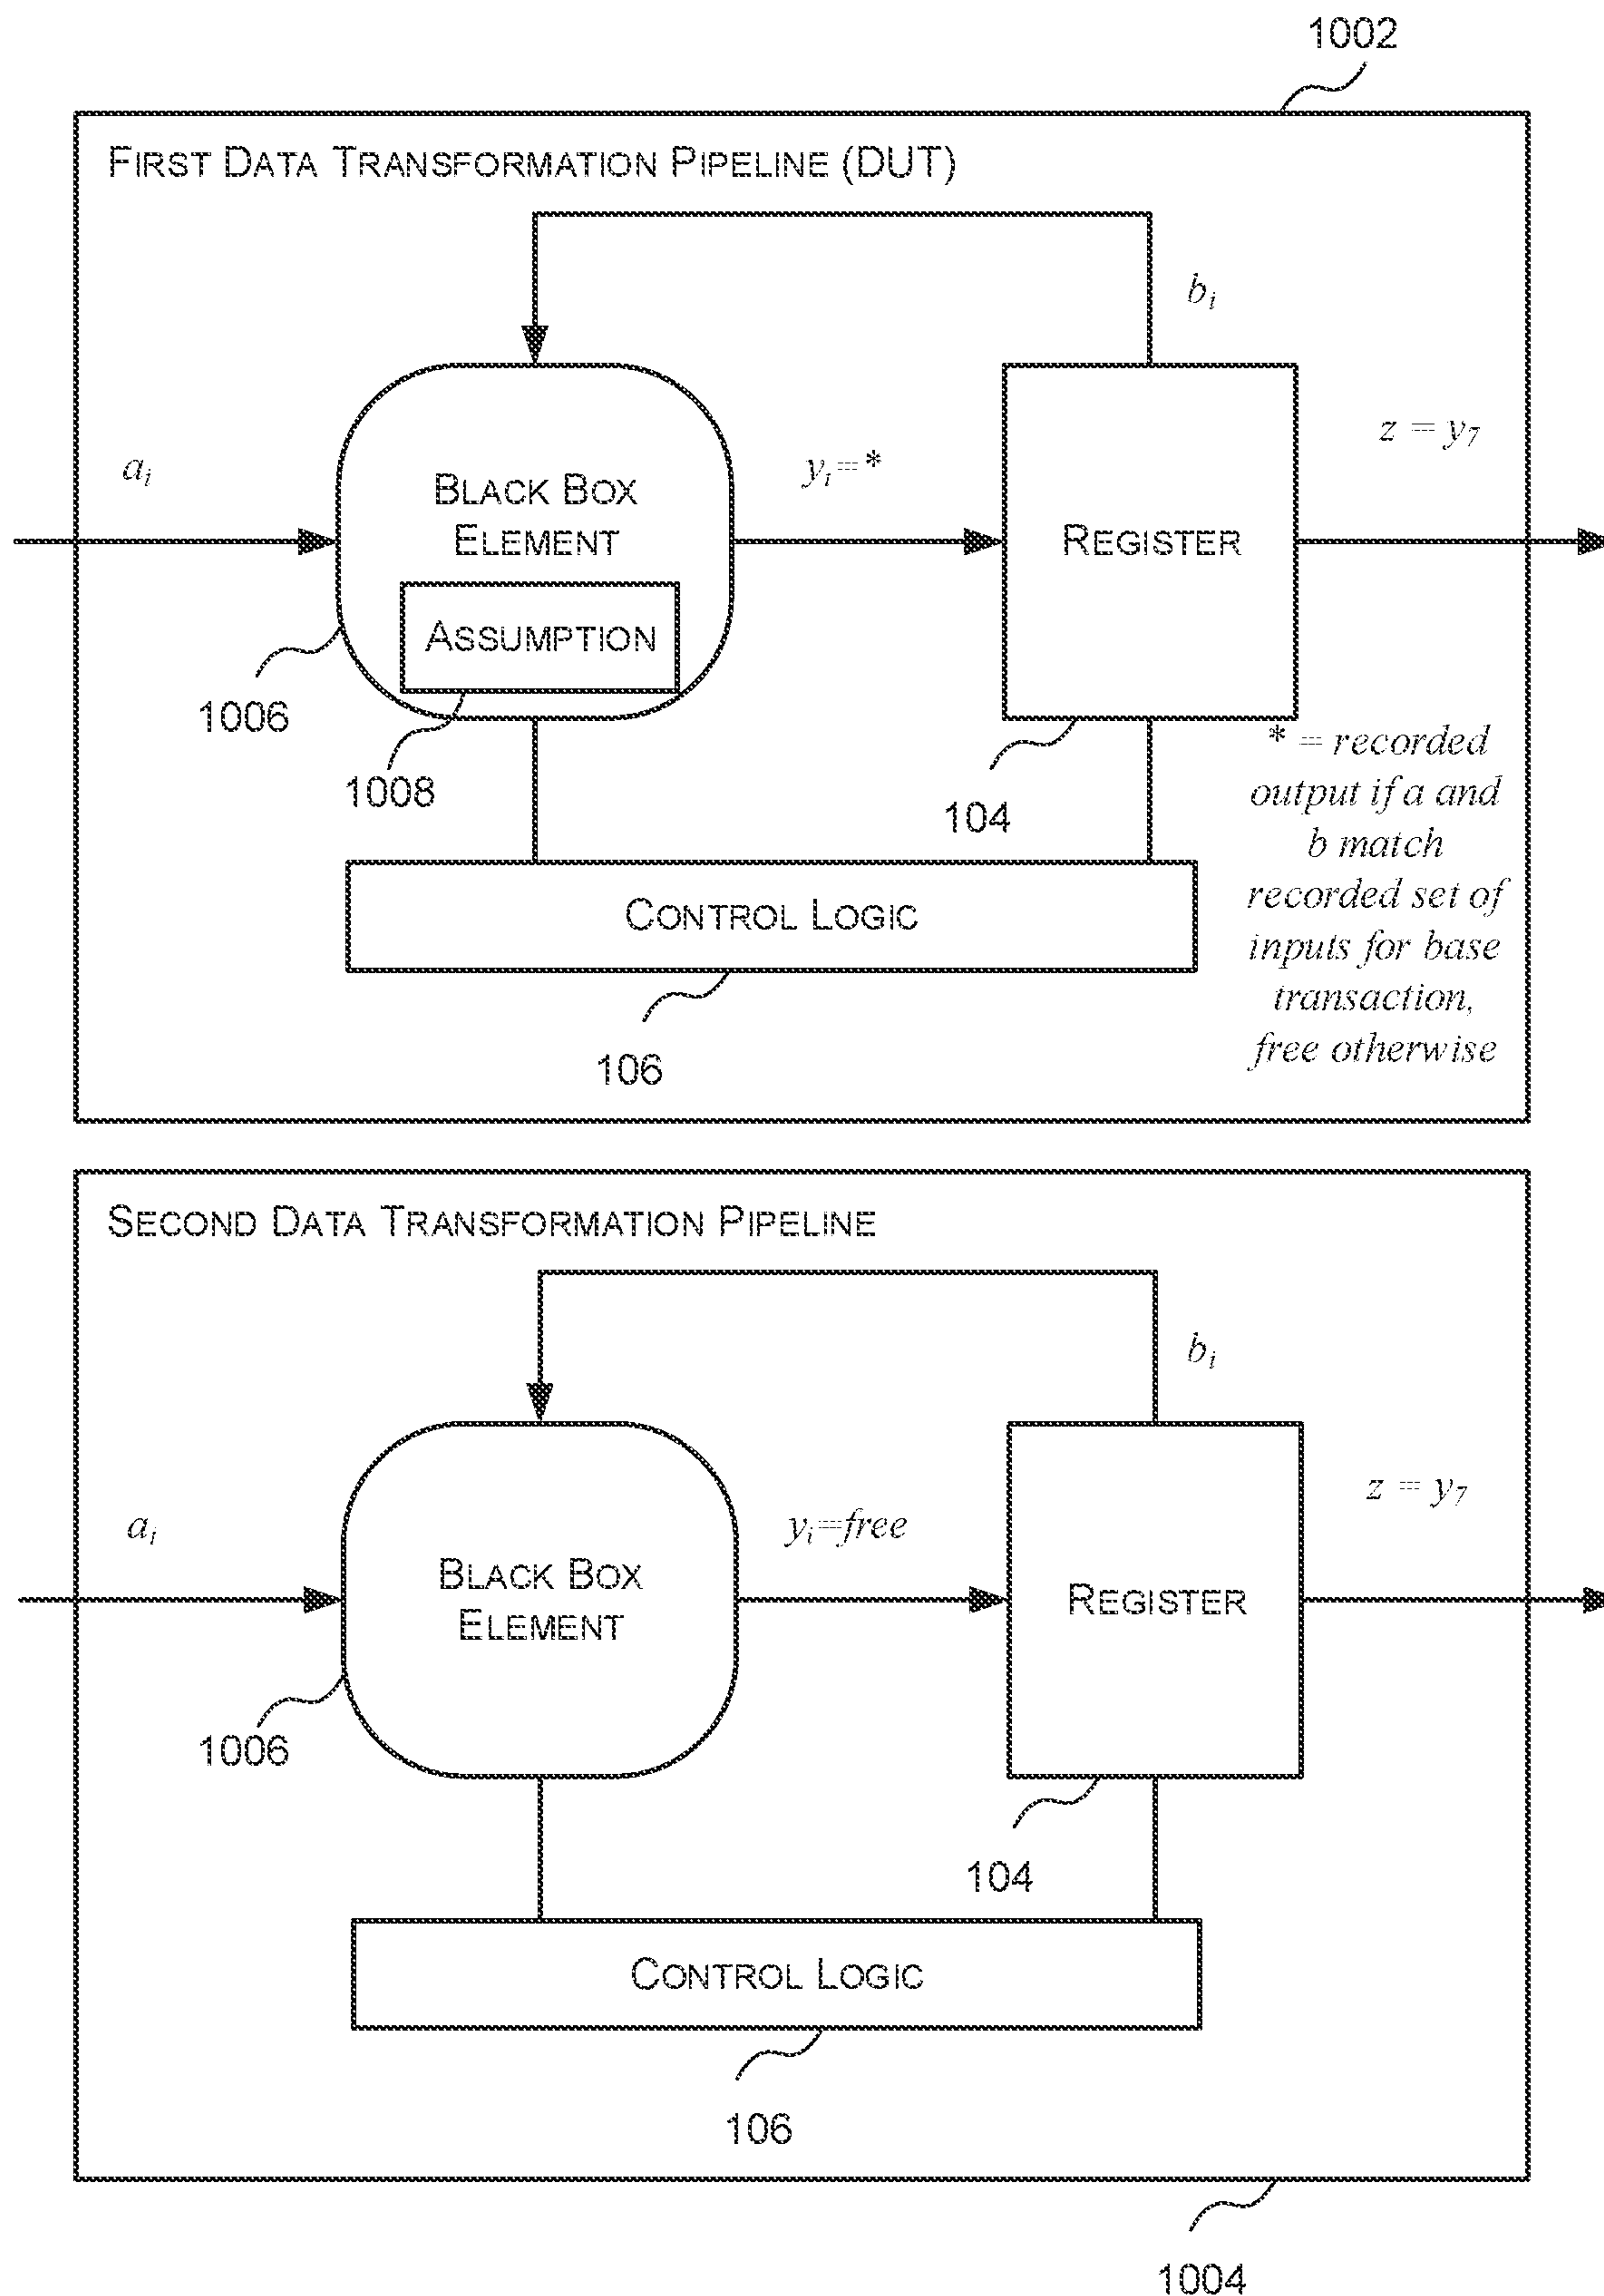 1002
FIRST DATA TRANSFORMATION PIPELINE (DUT)
bᵢ
z = y₇
aᵢ
yᵢ=*
BLACK BOX
ELEMENT
REGISTER
ASSUMPTION
1006
1008
104
* = recorded
output if a and
b match
recorded set of
inputs for base
transaction,
free otherwise
CONTROL LOGIC
106
SECOND DATA TRANSFORMATION PIPELINE
bᵢ
z = y₇
aᵢ
yᵢ=free
BLACK BOX
ELEMENT
REGISTER
1006
104
CONTROL LOGIC
106
1004